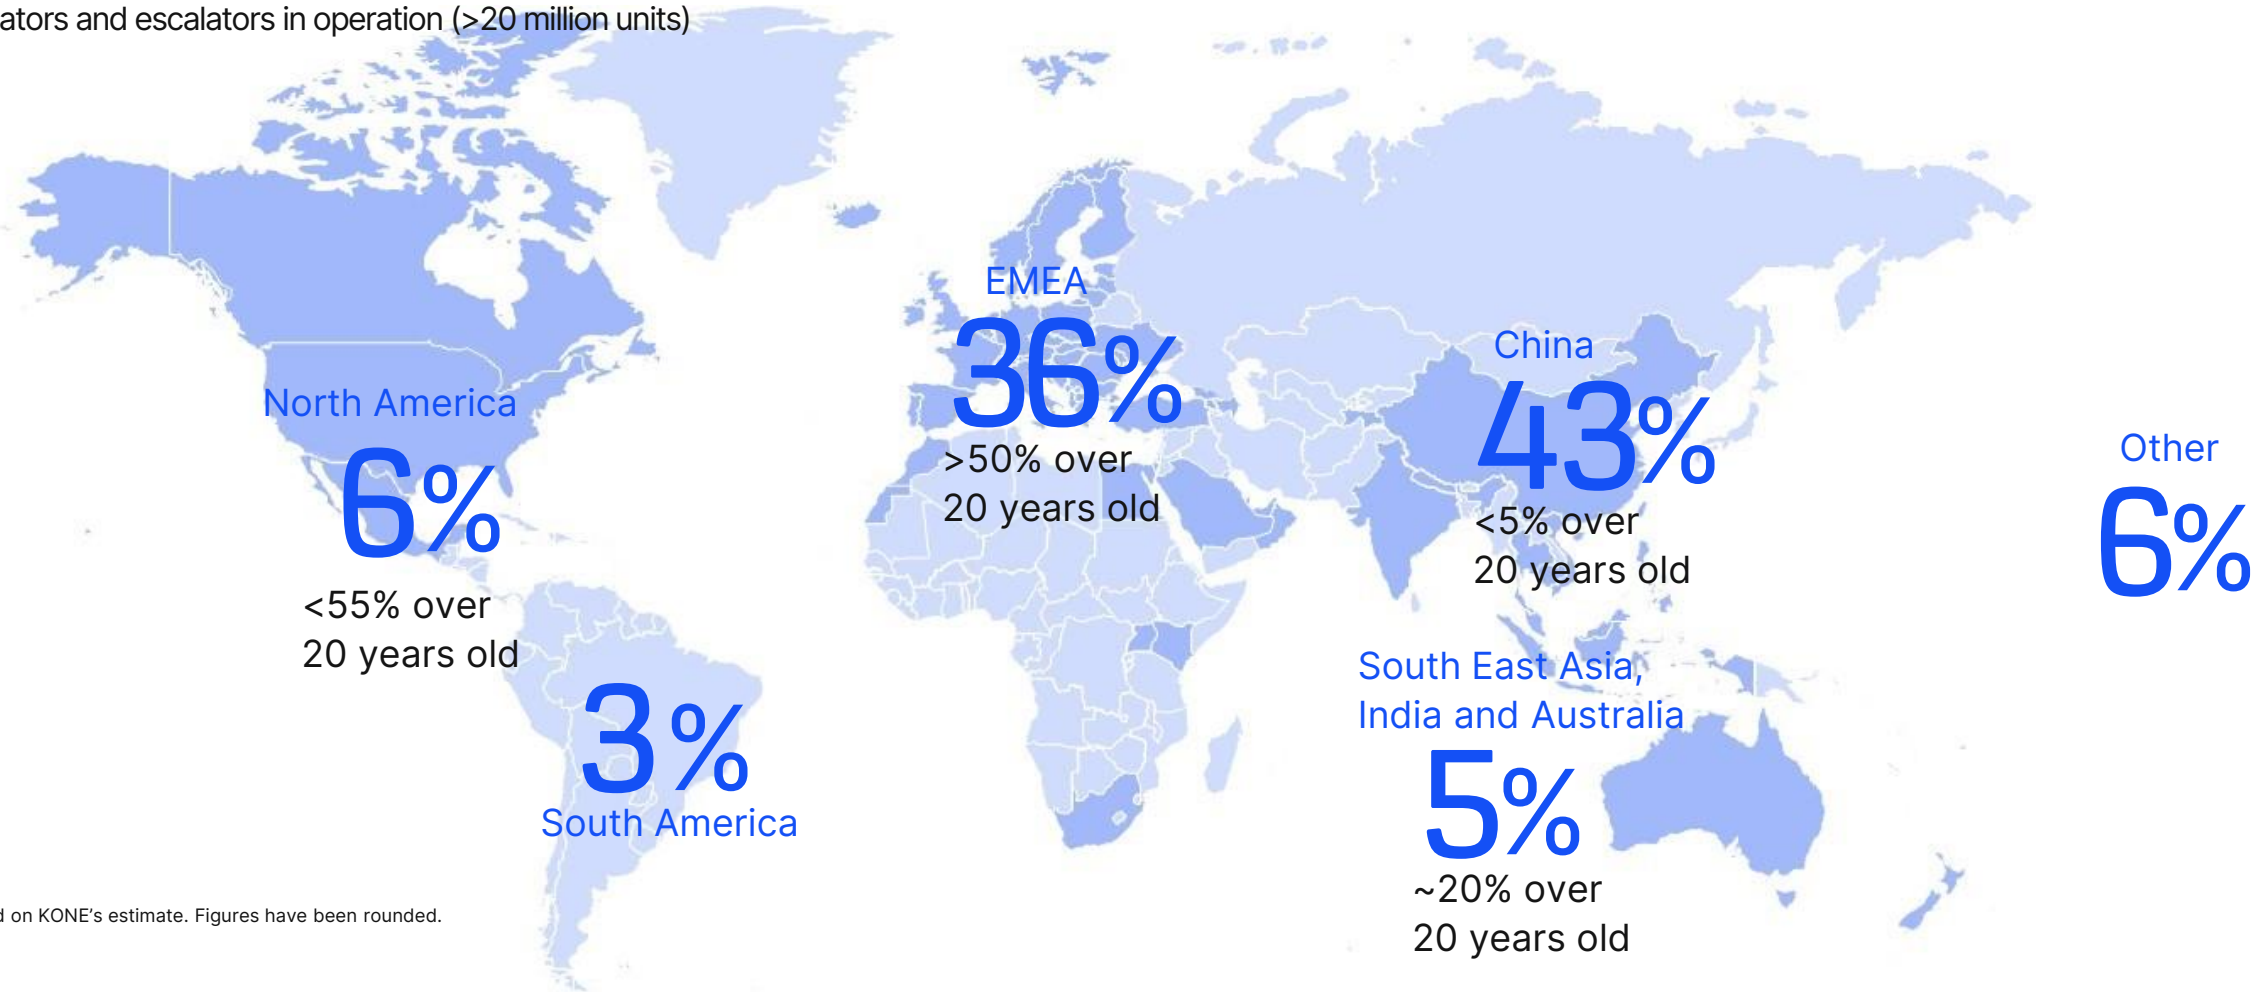 ators and escalators in operation (>20 million units)
EMEA
36%
>50% over
20 years old
China
43%
<5% over
20 years old
North America
6%
<55% over
20 years old
Other
6%
South East Asia,
India and Australia
5%
~20% over
20 years old
3%
South America
d on KONE’s estimate. Figures have been rounded.